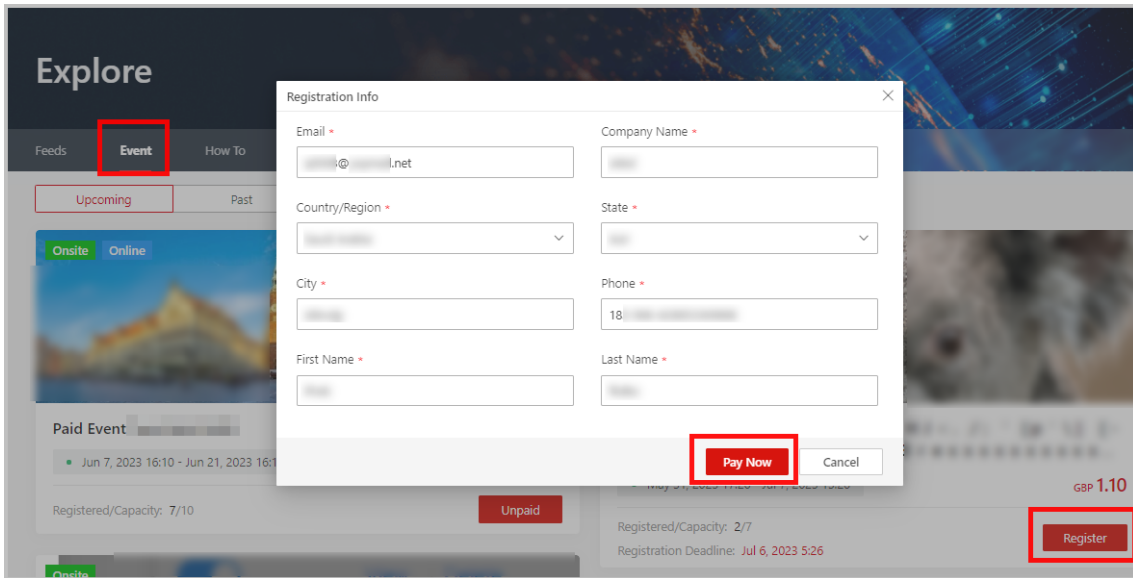 Explore
Feeds
Event
How To
Upcoming
Past
Onsite
Online
Paid Event
Jun 7, 2023 16:10 - Jun 21, 2023 16:1
Registered/Capacity: 7/10
Unpaid
Onsite
Registration Info
Email *
@
.net
Company Name *
Country/Region *
State *
City *
Phone *
18
First Name *
Last Name *
Pay Now
Cancel
GBP 1.10
Registered/Capacity: 2/7
Registration Deadline: Jul 6, 2023 5:26
Register